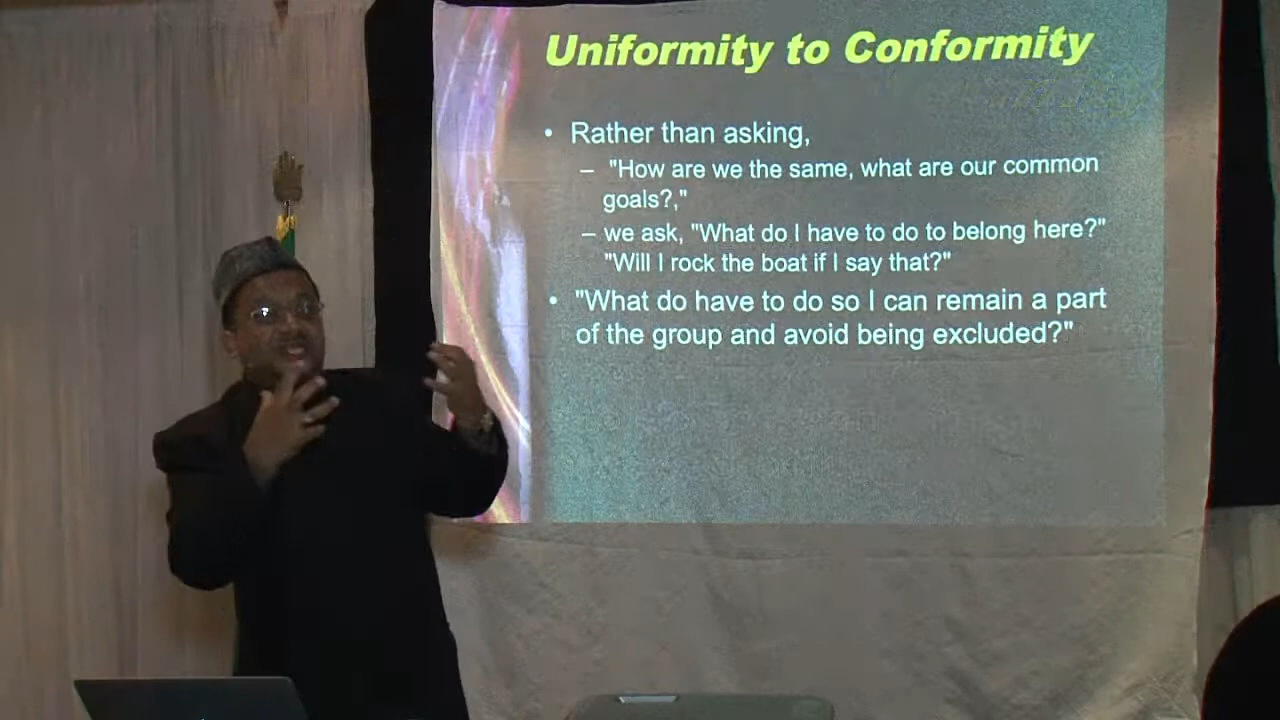 Uniformity to Conformity
• Rather than asking,
– "How are we the same, what are our common
goals?,"
– we ask, "What do I have to do to belong here?"
"Will I rock the boat if I say that?"
• "What do have to do so I can remain a part
of the group and avoid being excluded?"